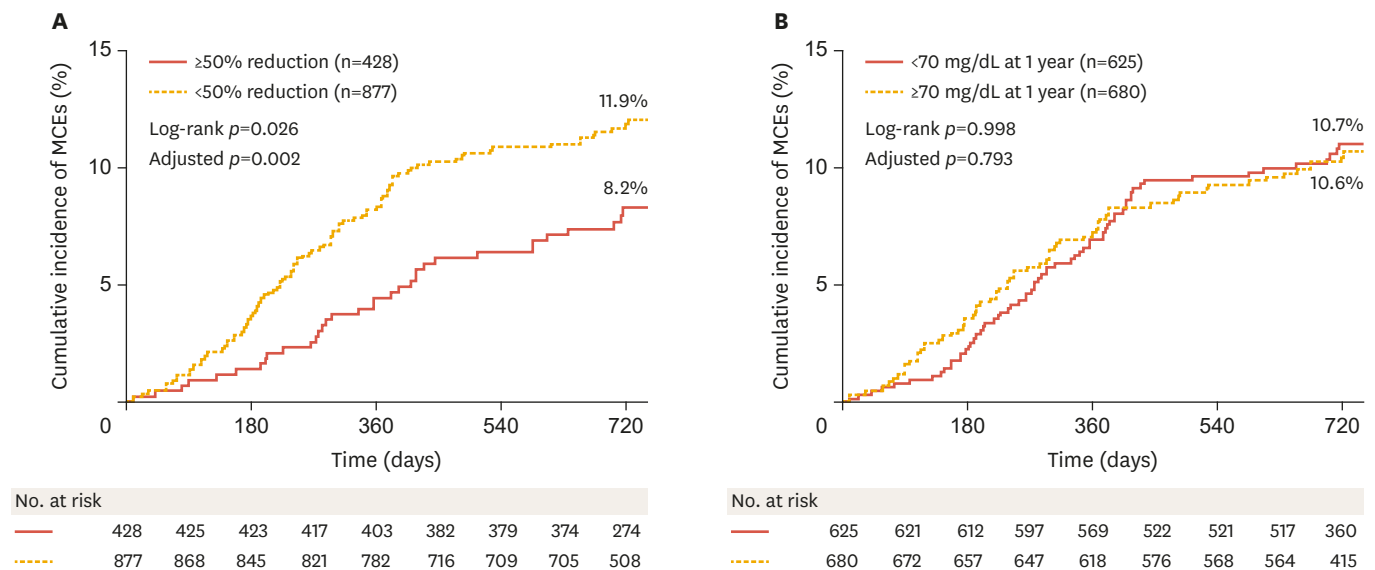 A
Cumulative incidence of MCEs (%)
15
10
5
0
≥50% reduction (n=428)
<50% reduction (n=877)
Log-rank p=0.026
Adjusted p=0.002
11.9%
8.2%
180 360 540 720
Time (days)
No. at risk
428 425 423 417 403 382 379 374 274
877 868 845 821 782 716 709 705 508
B
Cumulative incidence of MCEs (%)
15
10
5
0
<70 mg/dL at 1 year (n=625)
≥70 mg/dL at 1 year (n=680)
Log-rank p=0.998
Adjusted p=0.793
10.7%
10.6%
180 360 540 720
Time (days)
No. at risk
625 621 612 597 569 522 521 517 360
680 672 657 647 618 576 568 564 415